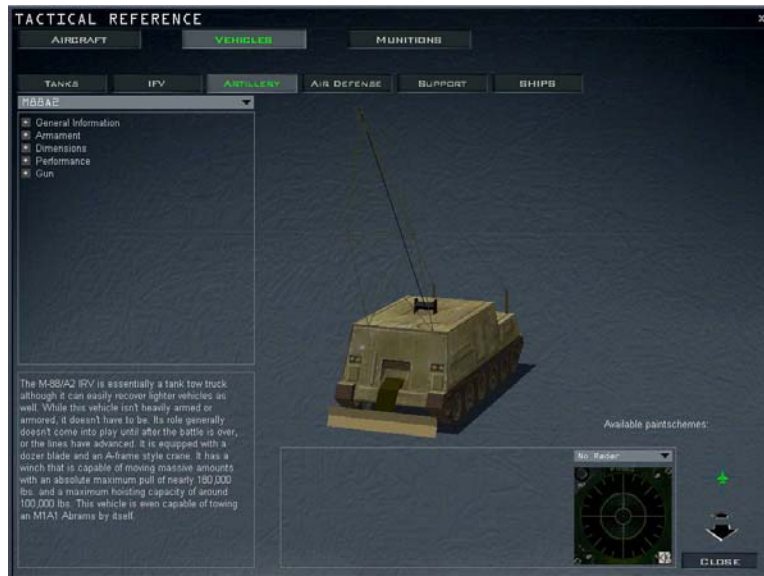 TACTICAL REFERENCE
x
AIRCRAFT
VEHICLES
MUNITIONS
TANKS
IFV
ARTILLERY
AIR DEFENSE
SUPPORT
SHIPS
M88A2
General Information
Armament
Dimensions
Performance
Gun
The M-88/A2 IRV is essentially a tank tow truck
although it can easily recover lighter vehicles as
well. While this vehicle isn't heavily armed or
armored, it doesn't have to be. Its role generally
doesn't come into play until after the battle is over,
or the lines have advanced. It is equipped with a
dozer blade and an A-frame style crane. It has a
winch that is capable of moving massive amounts
with an absolute maximum pull of nearly 180,000
lbs. and a maximum hoisting capacity of around
100,000 lbs. This vehicle is even capable of towing
an M1A1 Abrams by itself.
Available paintschemes:
No Radar
CLOSE